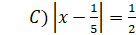 C) |x − 1/5| = 1/2